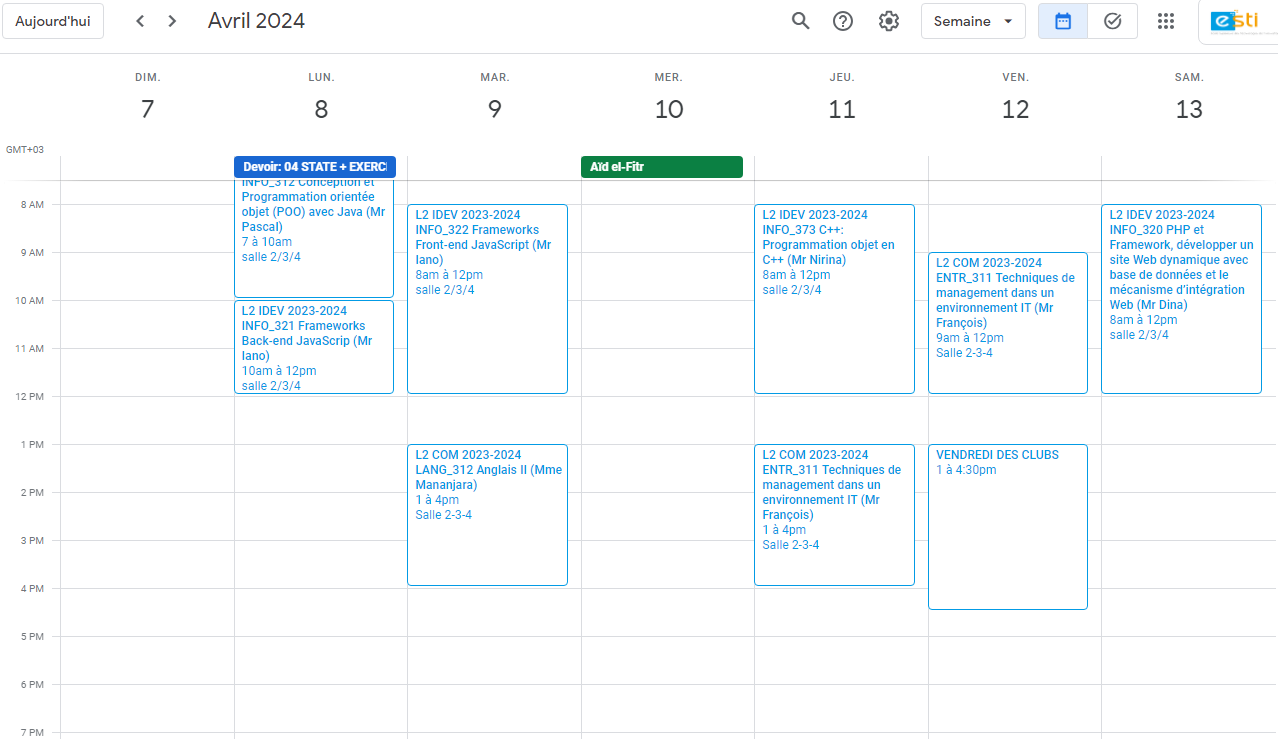 Aujourd'hui
Avril 2024
Semaine
esti
DIM.
7
LUN.
8
MAR.
9
MER.
10
JEU.
11
VEN.
12
SAM.
13
GMT+03
Devoir: 04 STATE + EXERC
Aïd el-Fitr
8 AM
9 AM
10 AM
11 AM
12 PM
1 PM
2 PM
3 PM
4 PM
5 PM
6 PM
7 PM
INFO_312 Conception et
Programmation orientée
objet (POO) avec Java (Mr
Pascal)
7 à 10am
salle 2/3/4
L2 IDEV 2023-2024
INFO_321 Frameworks
Back-end JavaScrip (Mr
Iano)
10am à 12pm
salle 2/3/4
L2 IDEV 2023-2024
INFO_322 Frameworks
Front-end JavaScript (Mr
Iano)
8am à 12pm
salle 2/3/4
L2 COM 2023-2024
LANG_312 Anglais II (Mme
Mananjara)
1 à 4pm
Salle 2-3-4
L2 IDEV 2023-2024
INFO_373 C++:
Programmation objet en
C++ (Mr Nirina)
8am à 12pm
salle 2/3/4
L2 COM 2023-2024
ENTR_311 Techniques de
management dans un
environnement IT (Mr
François)
1 à 4pm
Salle 2-3-4
L2 COM 2023-2024
ENTR_311 Techniques de
management dans un
environnement IT (Mr
François)
9am à 12pm
Salle 2-3-4
VENDREDI DES CLUBS
1 à 4:30pm
L2 IDEV 2023-2024
INFO_320 PHP et
Framework, développer un
site Web dynamique avec
base de données et le
mécanisme d'intégration
Web (Mr Dina)
8am à 12pm
salle 2/3/4